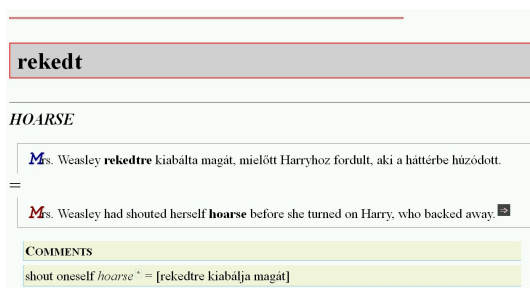 rekedt
HOARSE
Mrs. Weasley rekedtre kiabálta magát, mielőtt Harryhoz fordult, aki a háttérbe húzódott.
=
Mrs. Weasley had shouted herself hoarse before she turned on Harry, who backed away. ⇒
COMMENTS
shout oneself hoarse * = [rekedtre kiabálja magát]